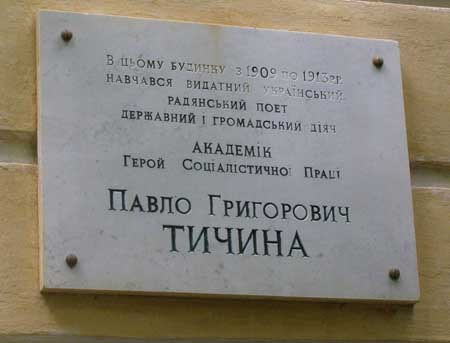 В цьому будинку з 1909 по 1913 рр.
навчався видатний український
радянський поет
державний і громадський діяч
академік
Герой Соціалістичної Праці
Павло Григорович
ТИЧИНА